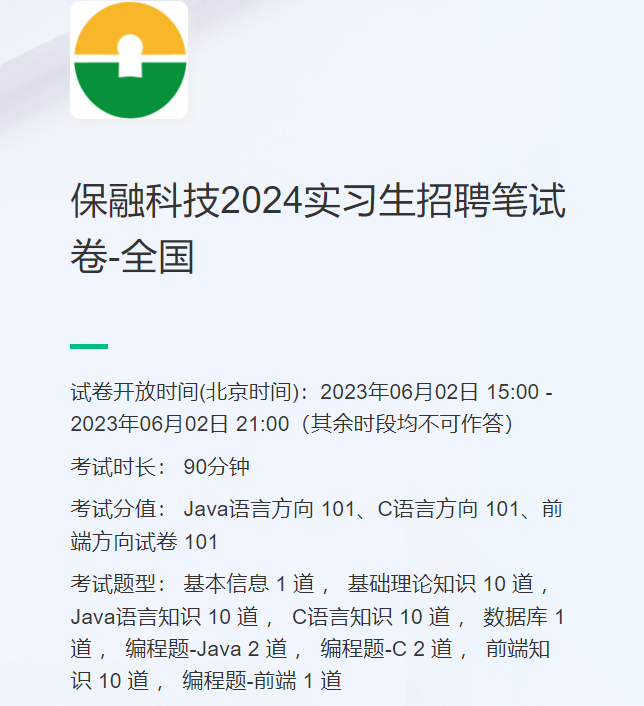 保融科技2024实习生招聘笔试
卷-全国
试卷开放时间(北京时间)：2023年06月02日 15:00 -
2023年06月02日 21:00（其余时段均不可作答）
考试时长： 90分钟
考试分值： Java语言方向 101、C语言方向 101、前
端方向试卷 101
考试题型： 基本信息 1 道 ， 基础理论知识 10 道 ，
Java语言知识 10 道 ， C语言知识 10 道 ， 数据库 1
道 ， 编程题-Java 2 道 ， 编程题-C 2 道 ， 前端知
识 10 道 ， 编程题-前端 1 道